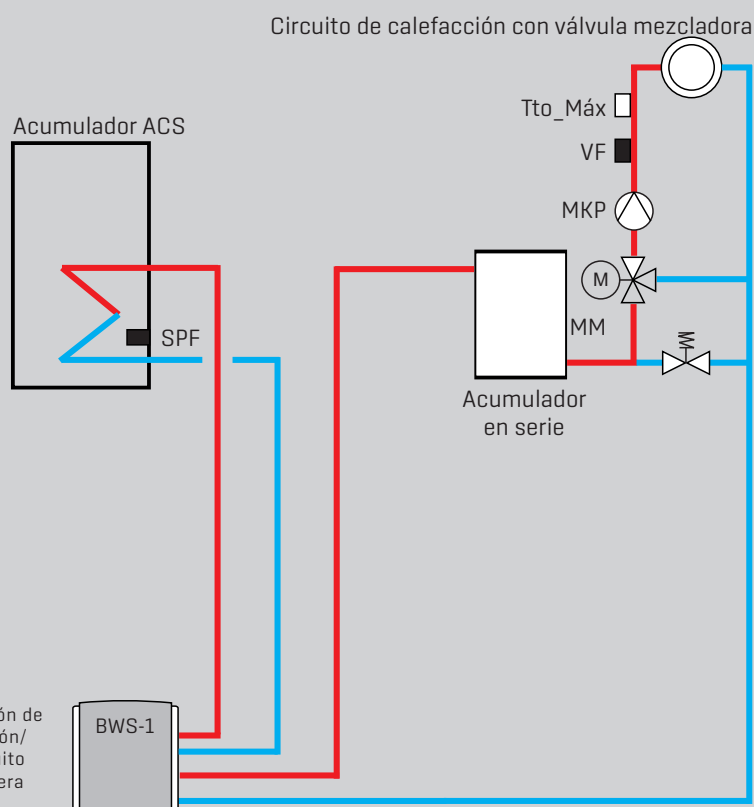 Circuito de calefacción con válvula mezcladora
Acumulador ACS
Tto_Máx
VF
MKP
M
MM
SPF
Acumulador
en serie
BWS-1
ón de
ón/
uito
era